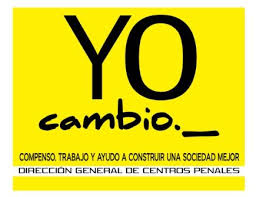 YO
cambio._
COMPENSO, TRABAJO Y AYUDO A CONSTRUIR UNA SOCIEDAD MEJOR
DIRECCIÓN GENERAL DE CENTROS PENALES